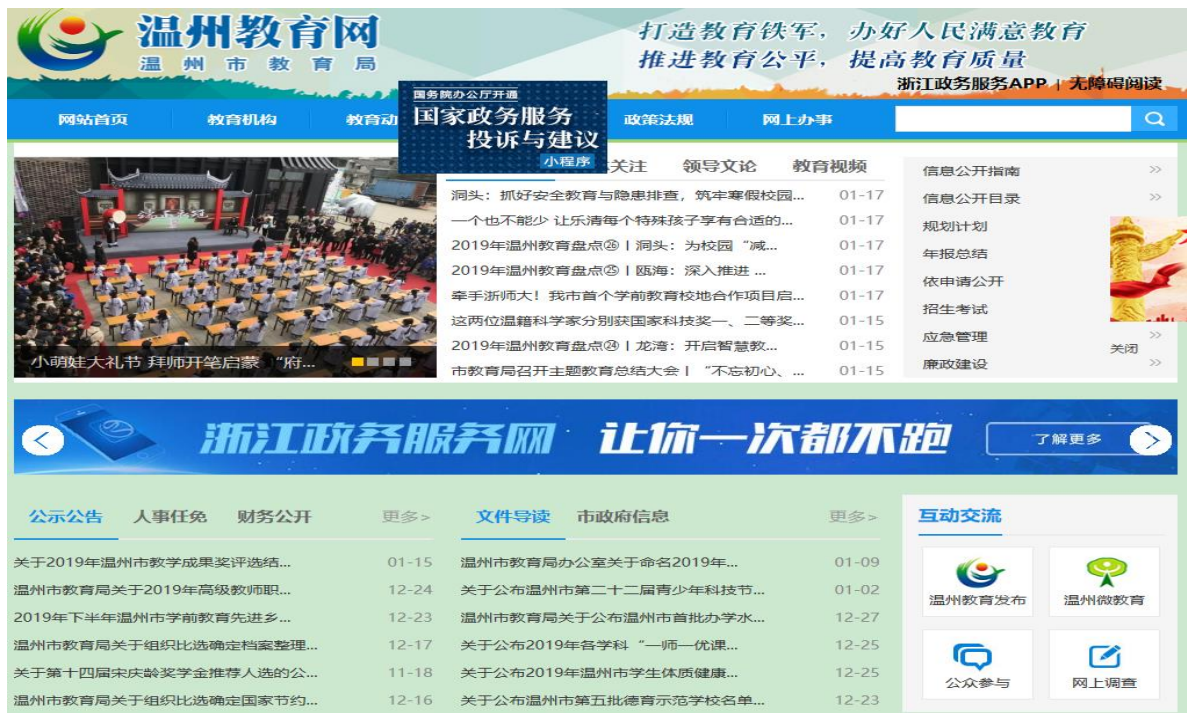 温州教育网
温州市教育局
打造教育铁军，办好人民满意教育
推进教育公平，提高教育质量
浙江政务服务APP | 无障碍阅读
网站首页 教育机构 教育动 政策法规 网上办事
国务院办公厅开通
国家政务服务
投诉与建议
小程序
关注 领导文论 教育视频
洞头：抓好安全教育与隐患排查，筑牢寒假校园... 01-17
一个也不能少 让乐清每个特殊孩子享有合适的... 01-17
2019年温州教育盘点㉖丨洞头：为校园“减... 01-17
2019年温州教育盘点㉕丨瓯海：深入推进 ... 01-17
牵手浙师大！我市首个学前教育校地合作项目启... 01-17
这两位温籍科学家分别获国家科技奖一、二等奖... 01-15
2019年温州教育盘点㉔丨龙湾：开启智慧教... 01-15
市教育局召开主题教育总结大会丨 “不忘初心、... 01-15
小萌娃大礼节 拜师开笔启蒙 “府...
信息公开指南 >>
信息公开目录 >>
规划计划
年报总结
依申请公开
招生考试
应急管理 >>
廉政建设 >>
关闭
浙江政务服务网 让你一次都不跑 了解更多
公示公告 人事任免 财务公开 更多>
关于2019年温州市教学成果奖评选结... 01-15
温州市教育局关于2019年高级教师职... 12-24
2019年下半年温州市学前教育先进乡... 12-23
温州市教育局关于组织比选确定档案整理... 12-17
关于第十四届宋庆龄奖学金推荐人选的公... 11-18
温州市教育局关于组织比选确定国家节约... 12-16
文件导读 市政府信息 更多>
温州市教育局办公室关于命名2019年... 01-09
关于公布温州市第二十二届青少年科技节... 01-02
温州市教育局关于公布温州市首批办学水... 12-27
关于公布2019年各学科“一师一优课... 12-25
关于公布2019年温州市学生体质健康... 12-25
关于公布温州市第五批德育示范学校名单... 12-23
互动交流
温州教育发布 温州微教育
公众参与 网上调查